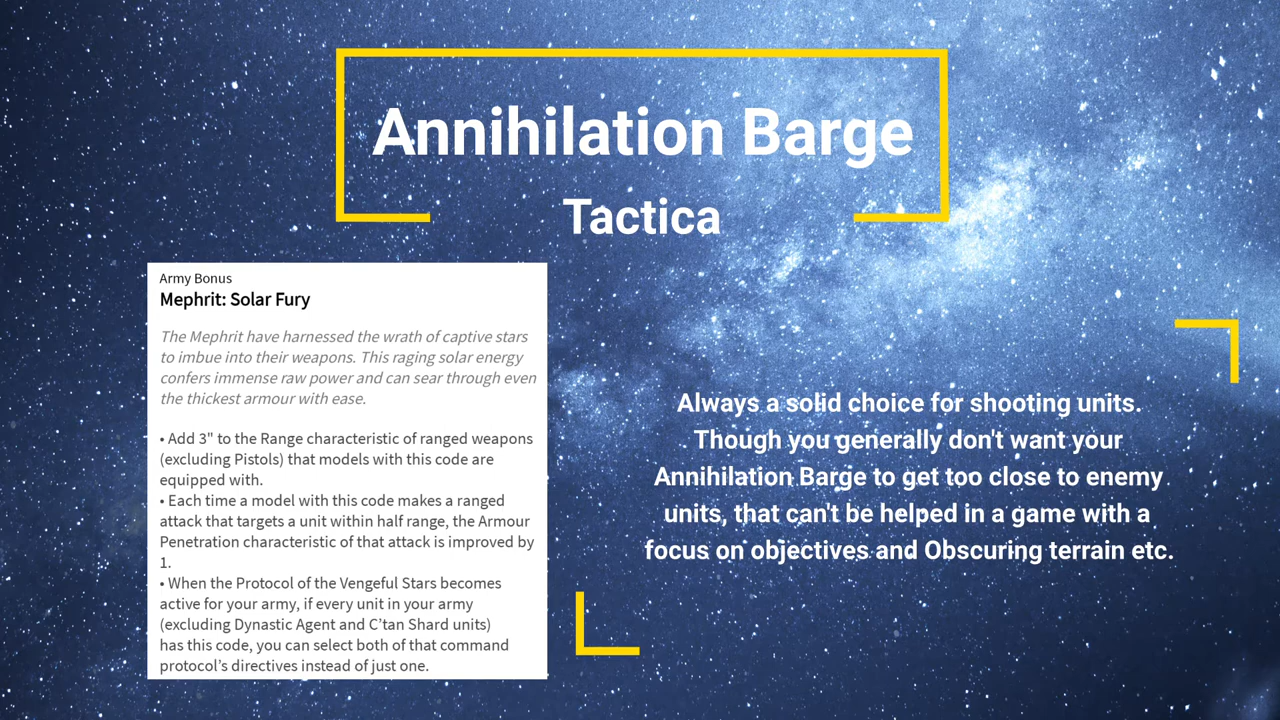 Annihilation Barge
Tactica
Army Bonus
Mephrit: Solar Fury
The Mephrit have harnessed the wrath of captive stars
to imbue into their weapons. This raging solar energy
confers immense raw power and can sear through even
the thickest armour with ease.
• Add 3" to the Range characteristic of ranged weapons
(excluding Pistols) that models with this code are
equipped with.
• Each time a model with this code makes a ranged
attack that targets a unit within half range, the Armour
Penetration characteristic of that attack is improved by
1.
• When the Protocol of the Vengeful Stars becomes
active for your army, if every unit in your army
(excluding Dynastic Agent and C’tan Shard units)
has this code, you can select both of that command
protocol’s directives instead of just one.
Always a solid choice for shooting units.
Though you generally don't want your
Annihilation Barge to get too close to enemy
units, that can't be helped in a game with a
focus on objectives and Obscuring terrain etc.